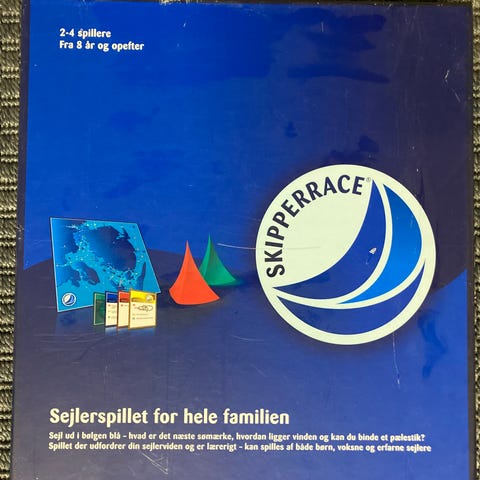 2-4 spillere
Fra 8 år og opefter
SKIPPERRACE®
Sejlerspillet for hele familien
Sejl ud i bølgen blå - hvad er det næste sømærke, hvordan ligger vinden og kan du binde et pælestik?
Spillet der udfordrer din sejlerviden og er lærerigt - kan spilles af både børn, voksne og erfarne sejlere